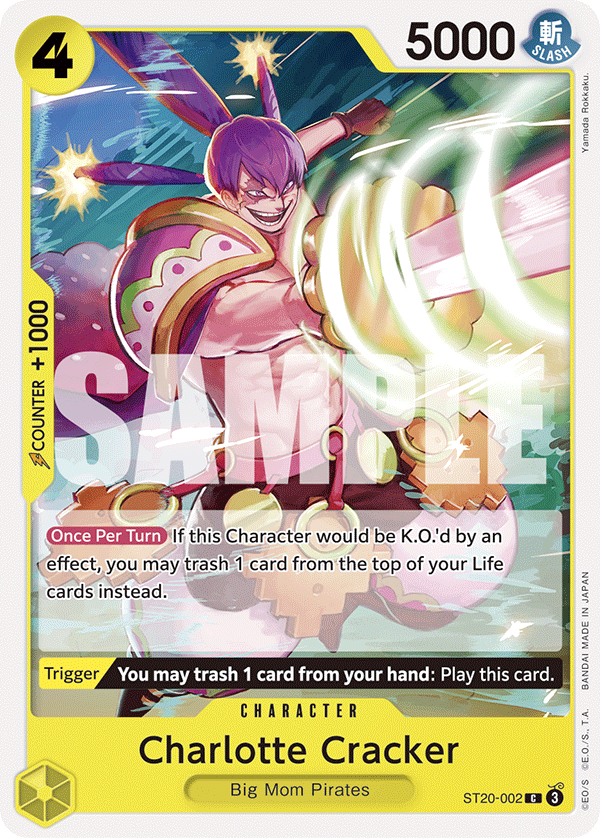 4
5000
斬
SLASH
Yamada Rokkaku.
COUNTER +1000
SAMPLE
Once Per Turn If this Character would be K.O.'d by an
effect, you may trash 1 card from the top of your Life
cards instead.
Trigger You may trash 1 card from your hand: Play this card.
CHARACTER
Charlotte Cracker
Big Mom Pirates
ST20-002 C 3
©EO/S ©E.O./S., T.A. BANDAI MADE IN JAPAN